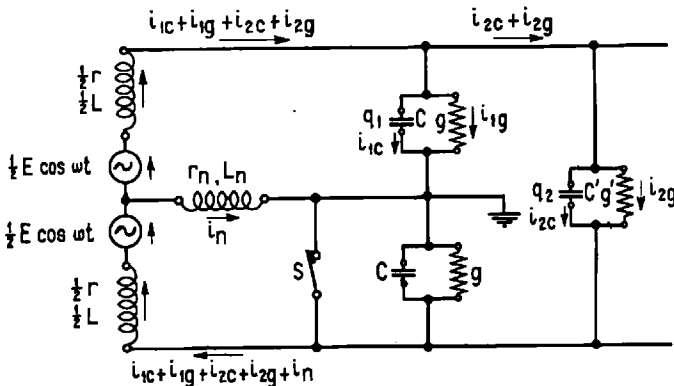 i1c+i1g+i2c+i2g
i2c+i2g
½r
½L
q1
C
g
i1g
i1c
½E cos ωt
rn, Ln
in
q2
C'
g'
i2g
i2c
½E cos ωt
S
C
g
½r
½L
i1c+i1g+i2c+i2g+in